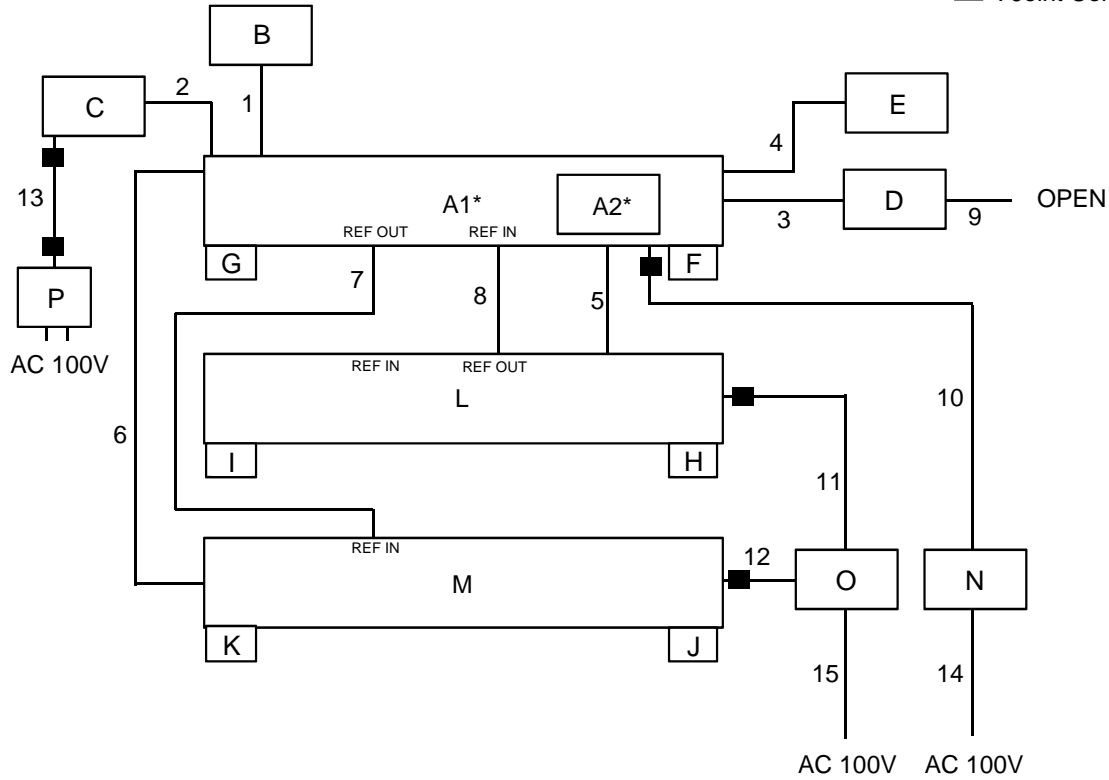 B
2
C
1
E
4
13
A1*
A2*
3
D
9
OPEN
REF OUT
REF IN
G
F
P
7
8
5
AC 100V
REF IN
REF OUT
L
10
6
I
H
11
REF IN
12
M
O
N
K
J
15
14
AC 100V
AC 100V